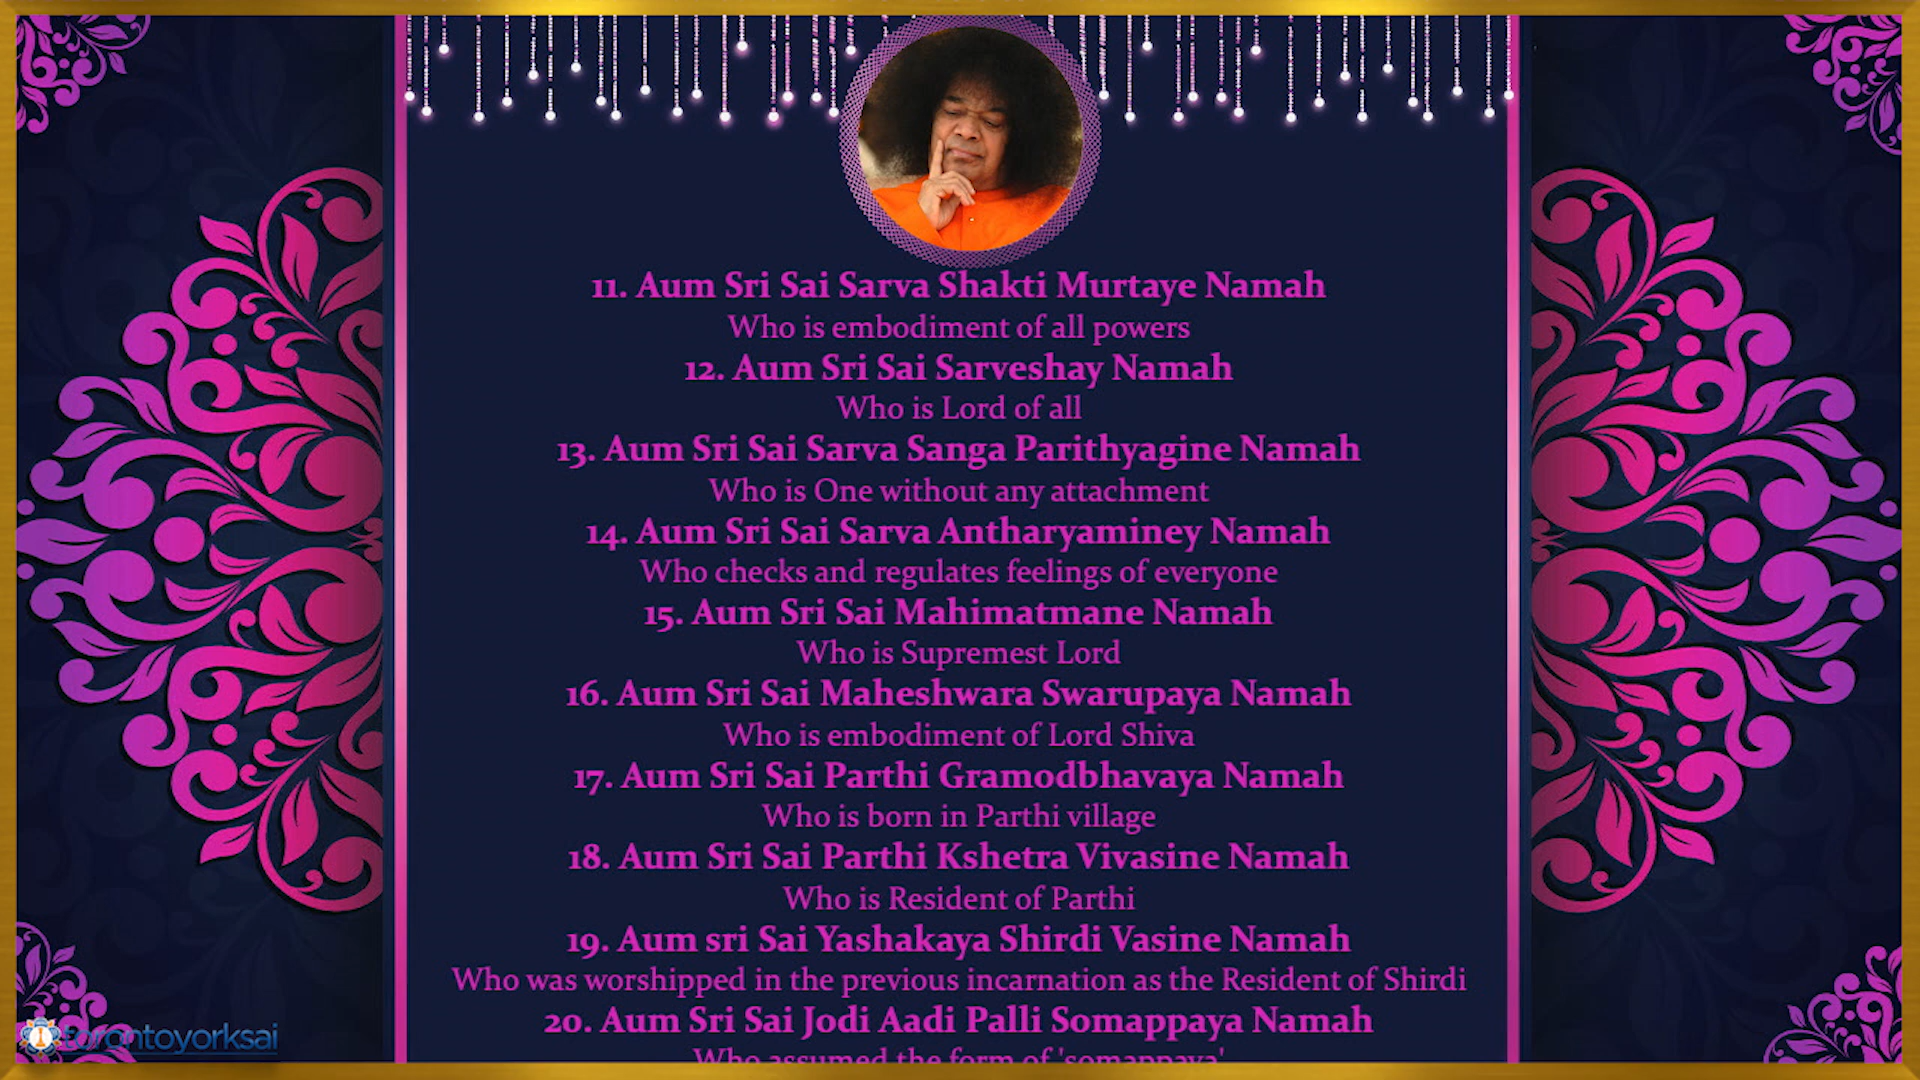 11. Aum Sri Sai Sarva Shakti Murtaye Namah
Who is embodiment of all powers
12. Aum Sri Sai Sarveshay Namah
Who is Lord of all
13. Aum Sri Sai Sarva Sanga Parithyagine Namah
Who is One without any attachment
14. Aum Sri Sai Sarva Antharyaminey Namah
Who checks and regulates feelings of everyone
15. Aum Sri Sai Mahimatmane Namah
Who is Supremest Lord
16. Aum Sri Sai Maheshwara Swarupaya Namah
Who is embodiment of Lord Shiva
17. Aum Sri Sai Parthi Gramodbhavaya Namah
Who is born in Parthi village
18. Aum Sri Sai Parthi Kshetra Vivasine Namah
Who is Resident of Parthi
19. Aum sri Sai Yashakaya Shirdi Vasine Namah
Who was worshipped in the previous incarnation as the Resident of Shirdi
20. Aum Sri Sai Jodi Aadi Palli Somappaya Namah
Who assumed the form of 'somappaya'
torontoyorksai